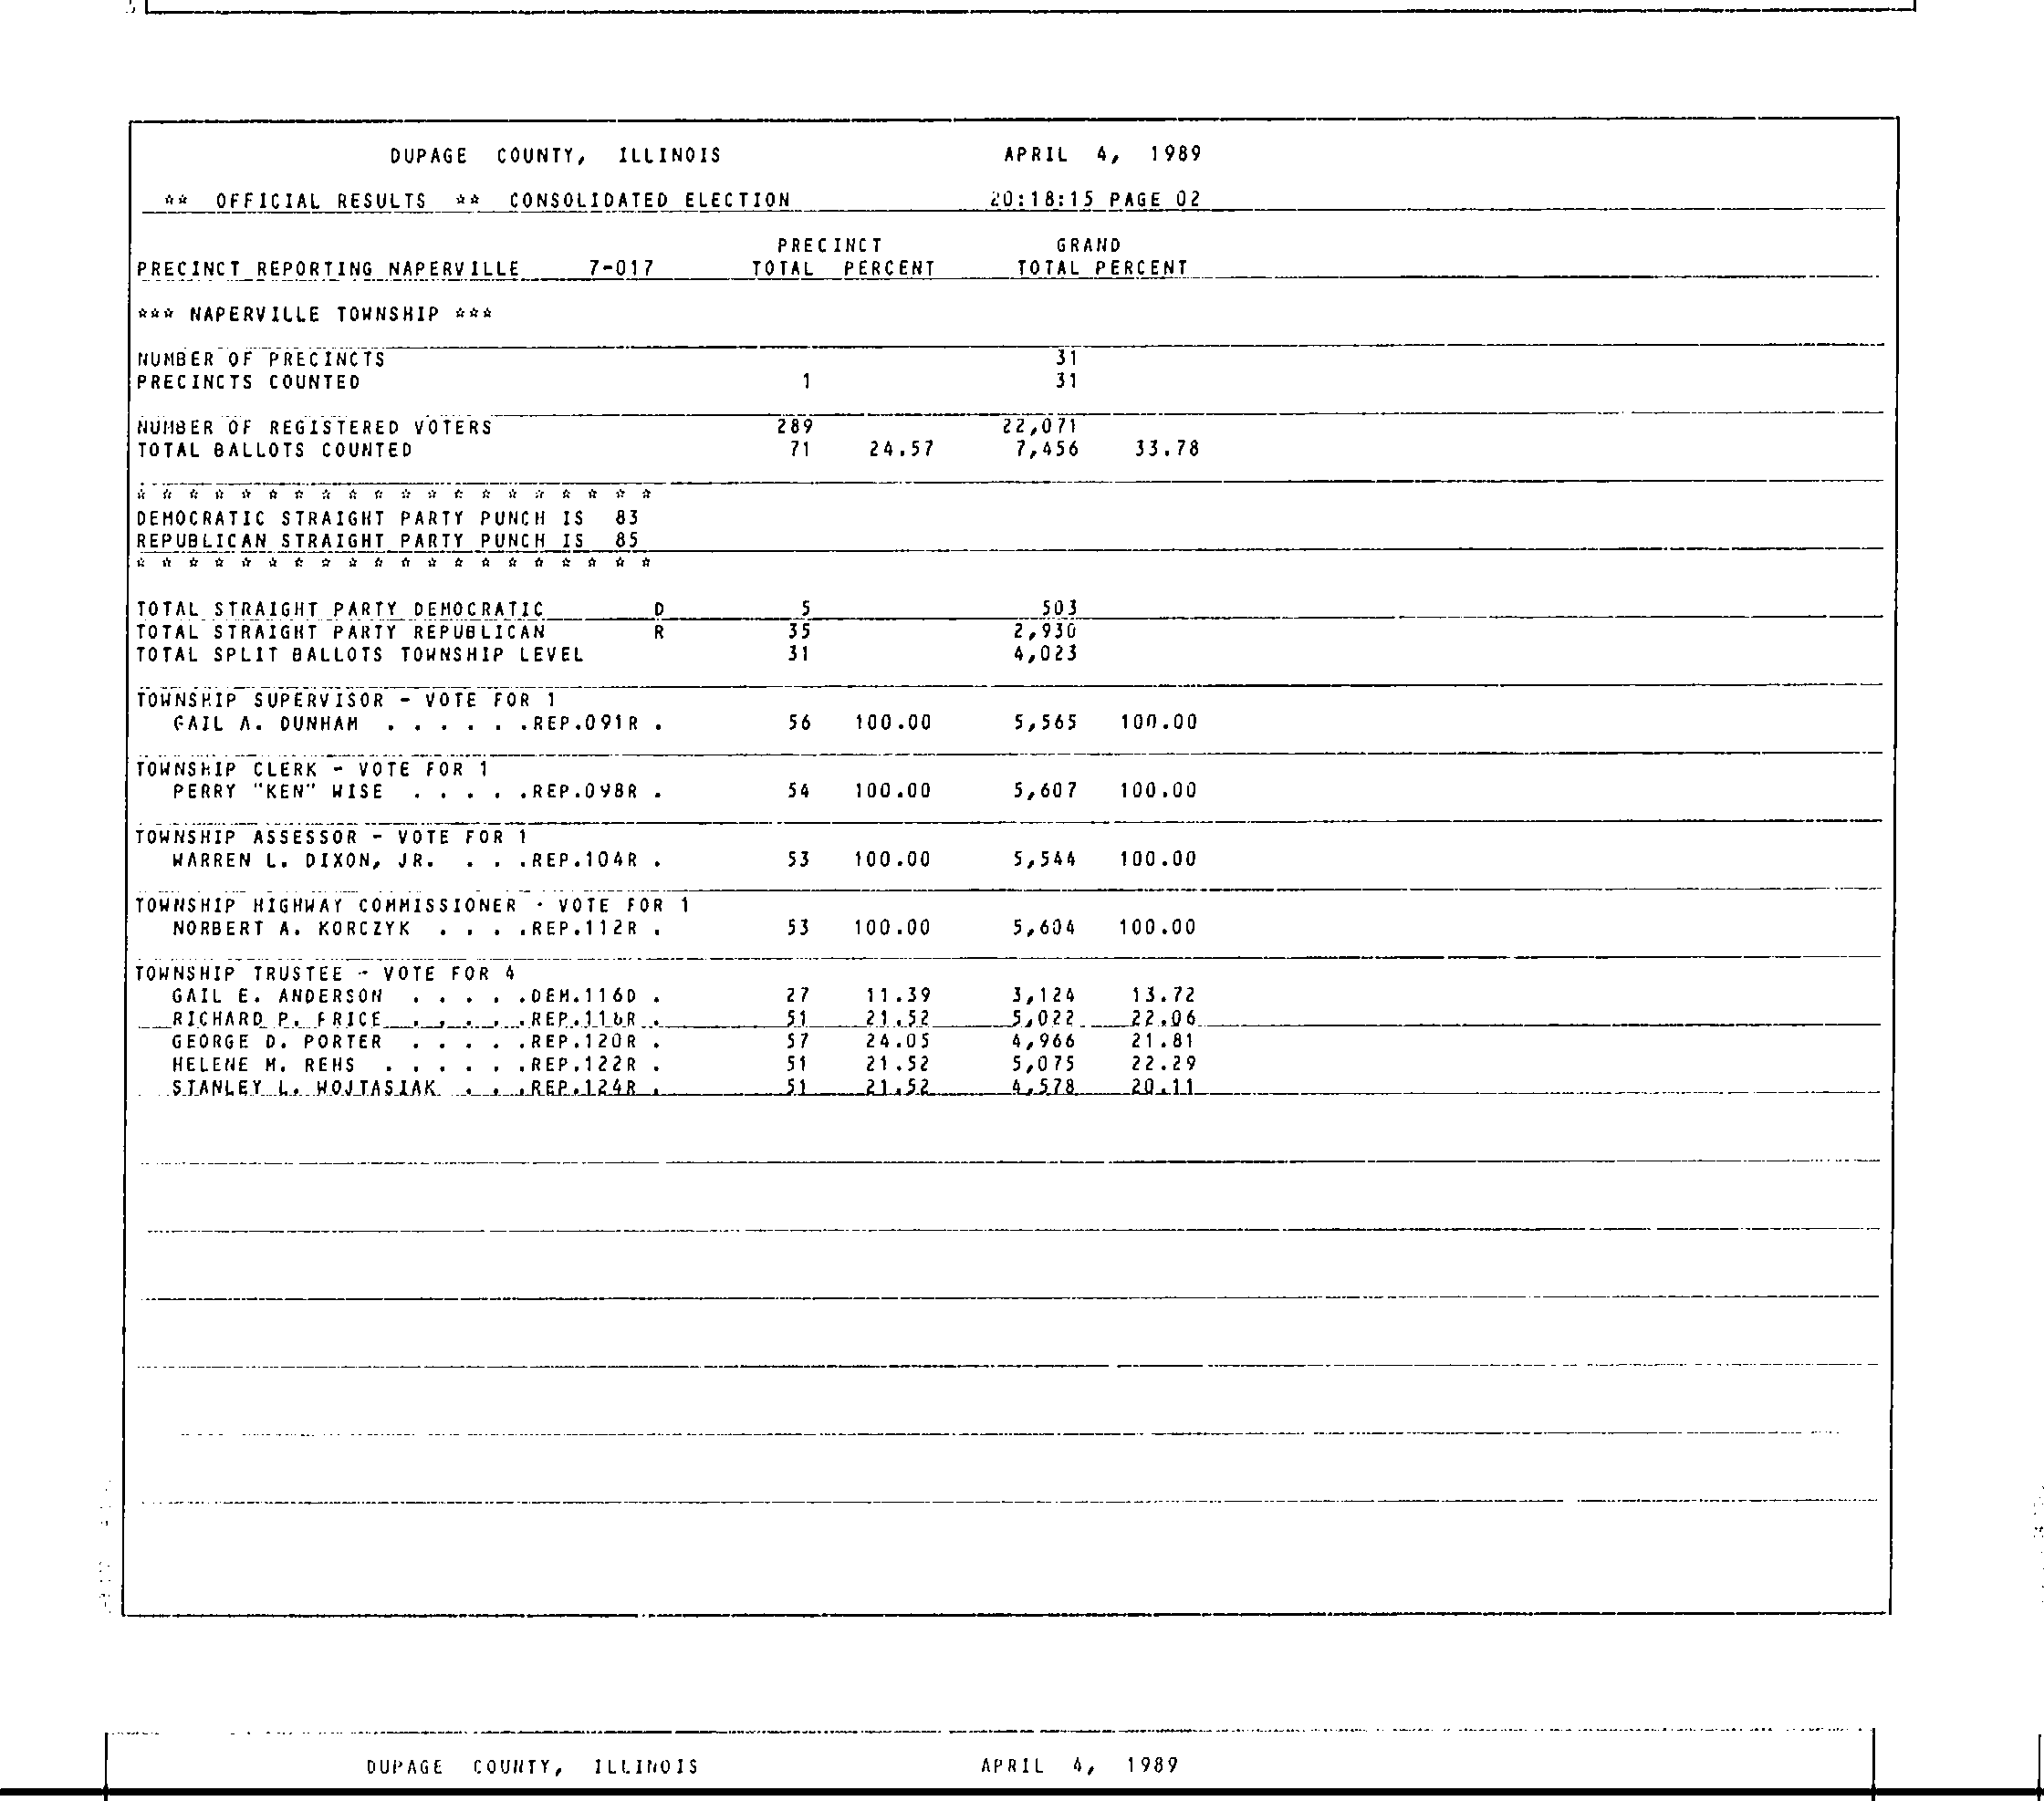 DUPAGE COUNTY, ILLINOIS APRIL 4, 1989
** OFFICIAL RESULTS ** CONSOLIDATED ELECTION 20:18:15 PAGE 02
PRECINCT GRAND
PRECINCT REPORTING NAPERVILLE 7-017 TOTAL PERCENT TOTAL PERCENT
*** NAPERVILLE TOWNSHIP ***
NUMBER OF PRECINCTS 31
PRECINCTS COUNTED 1 31
NUMBER OF REGISTERED VOTERS 289 22,071
TOTAL BALLOTS COUNTED 71 24.57 7,456 33.78
* * * * * * * * * * * * * * * * * * * *
DEMOCRATIC STRAIGHT PARTY PUNCH IS 83
REPUBLICAN STRAIGHT PARTY PUNCH IS 85
* * * * * * * * * * * * * * * * * * * *
TOTAL STRAIGHT PARTY DEMOCRATIC D 5 503
TOTAL STRAIGHT PARTY REPUBLICAN R 35 2,930
TOTAL SPLIT BALLOTS TOWNSHIP LEVEL 31 4,023
TOWNSHIP SUPERVISOR - VOTE FOR 1
GAIL A. DUNHAM . . . . . .REP.091R . 56 100.00 5,565 100.00
TOWNSHIP CLERK - VOTE FOR 1
PERRY "KEN" WISE . . . . .REP.098R . 54 100.00 5,607 100.00
TOWNSHIP ASSESSOR - VOTE FOR 1
WARREN L. DIXON, JR. . . .REP.104R . 53 100.00 5,544 100.00
TOWNSHIP HIGHWAY COMMISSIONER - VOTE FOR 1
NORBERT A. KORCZYK . . . .REP.112R . 53 100.00 5,604 100.00
TOWNSHIP TRUSTEE - VOTE FOR 4
GAIL E. ANDERSON . . . . .DEM.116D . 27 11.39 3,124 13.72
RICHARD P. FRICE . . . . .REP.118R . 51 21.52 5,022 22.06
GEORGE D. PORTER . . . . .REP.120R . 57 24.05 4,966 21.81
HELENE M. REHS . . . . . .REP.122R . 51 21.52 5,075 22.29
STANLEY L. WOJTASIAK . . .REP.124R . 51 21.52 4,578 20.11
DUPAGE COUNTY, ILLINOIS APRIL 4, 1989